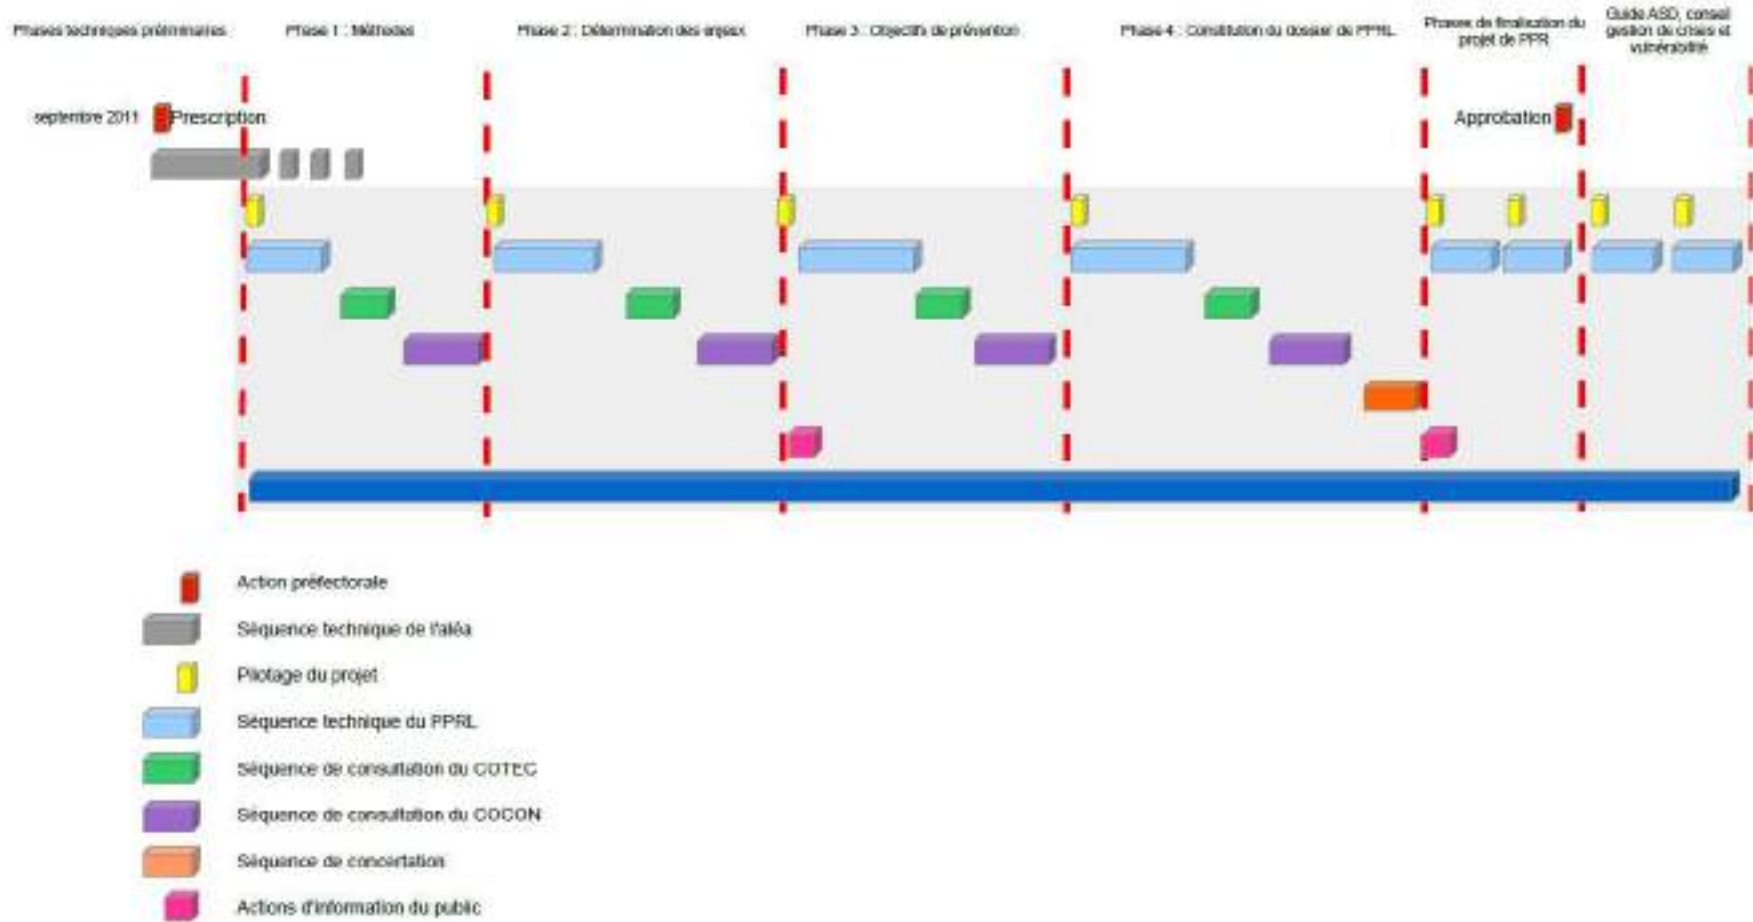 Phases techniques préliminaires
Phase 1 : Méthodes
Phase 2 : Détermination des enjeux
Phase 3 : Objectifs de prévention
Phase 4 : Constitution du dossier de PPRL
Phases de finalisation du
projet de PPR
Guide ASD, conseil
gestion de crises et
vulnérabilité
septembre 2011
Prescription
Approbation
Action préfectorale
Séquence technique de l'aléa
Pilotage du projet
Séquence technique du PPRL
Séquence de consultation du COTEC
Séquence de consultation du COCON
Séquence de concertation
Actions d'information du public